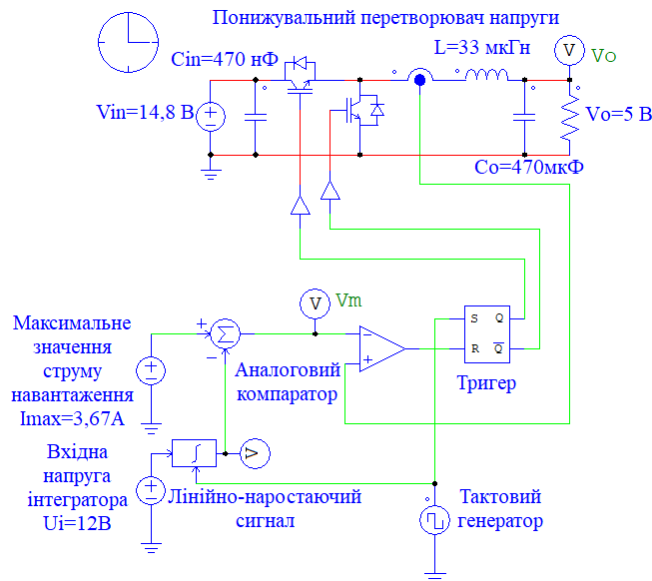 Понижувальний перетворювач напруги
Cin=470 нФ
L=33 мкГн
V
Vo
Vin=14,8 В
Vo=5 В
Co=470мкФ
V
Vm
Максимальне
значення
струму
навантаження
Imax=3,67А
Σ
Аналоговий
компаратор
S Q
R Q̅
Тригер
Вхідна
напруга
інтегратора
Ui=12В
∫
V
Лінійно-наростаючий
сигнал
Тактовий
генератор